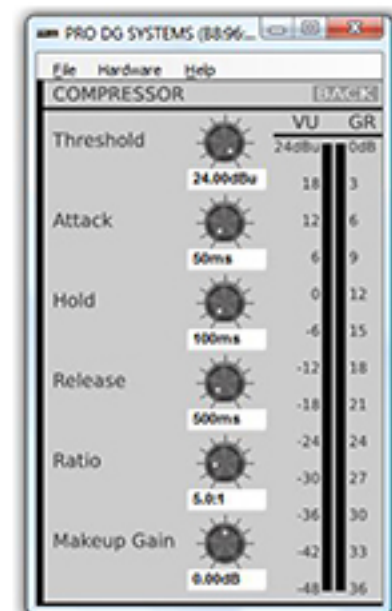 PRO DG SYSTEMS (B8:96:...
File Hardware Help
COMPRESSOR BACK
VU GR
Threshold 24dBu 0dB
24.00dBu 18 3
Attack 12 6
50ms 6 9
Hold 0 12
100ms -6 15
Release -12 18
500ms -18 21
Ratio -24 24
5.0:1 -30 27
-36 30
Makeup Gain -42 33
0.00dB -48 36